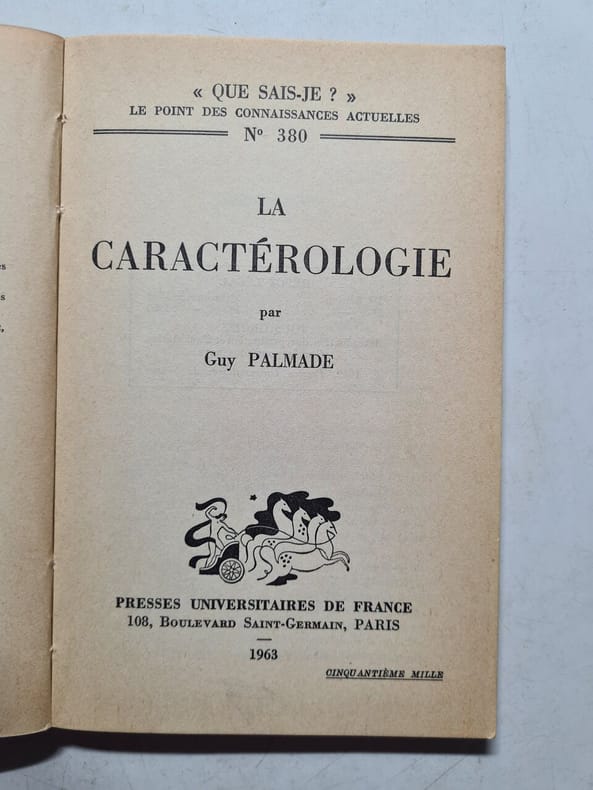 « QUE SAIS-JE ? »
LE POINT DES CONNAISSANCES ACTUELLES
Nº 380
LA
CARACTÉROLOGIE
par
Guy PALMADE
PRESSES UNIVERSITAIRES DE FRANCE
108, BOULEVARD SAINT-GERMAIN, PARIS
1963
CINQUANTIÈME MILLE